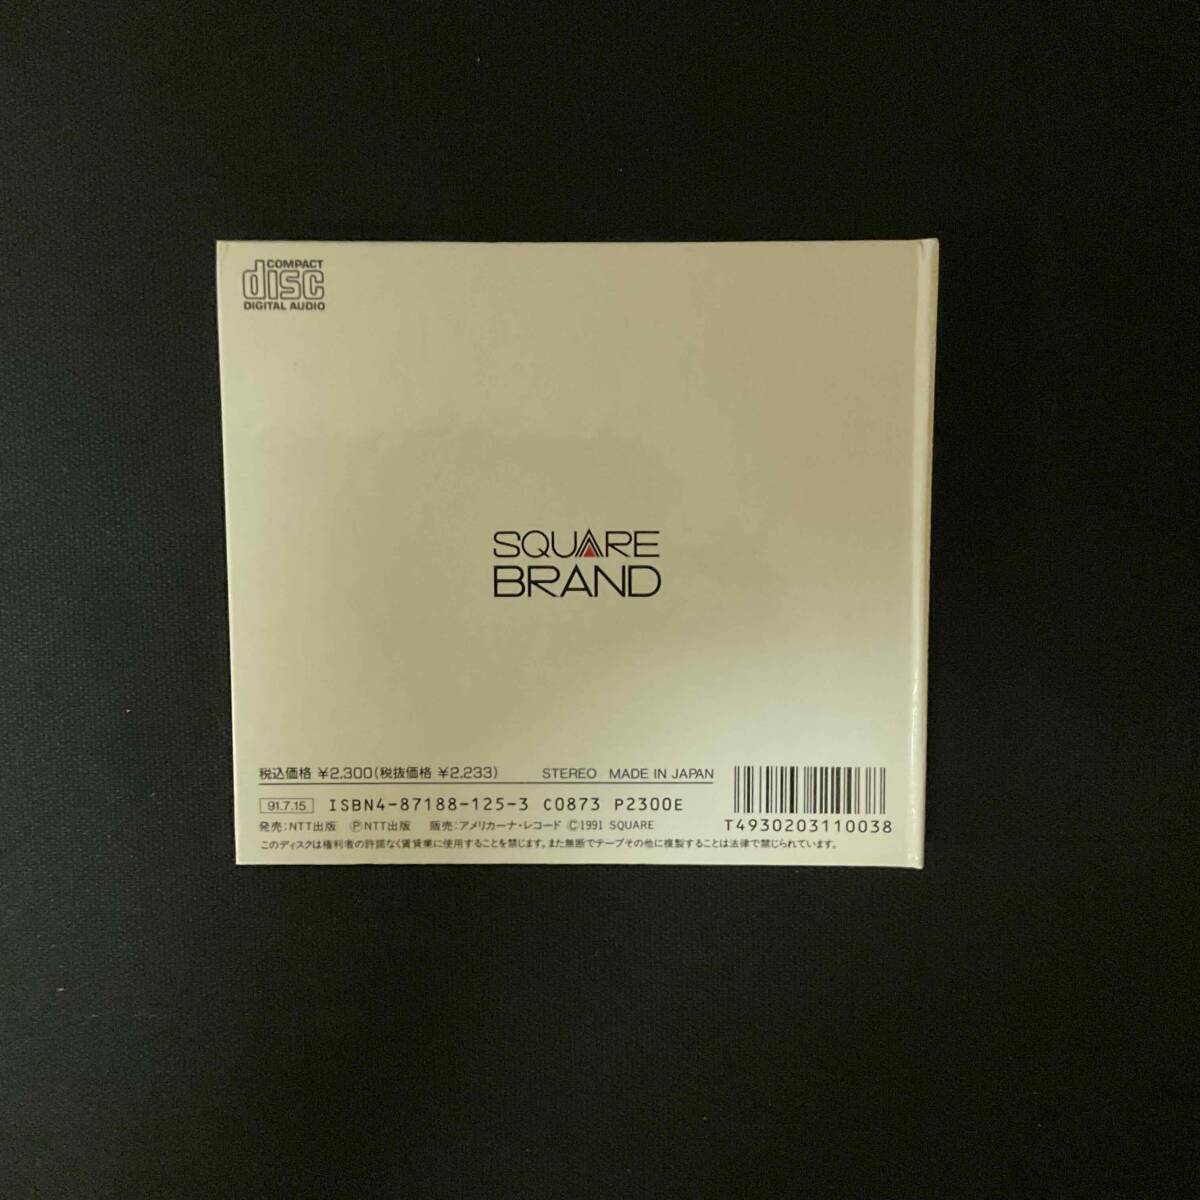 COMPACT
disc
DIGITAL AUDIO
SQUARE
BRAND
税込価格 ¥2,300(税抜価格 ¥2,233) STEREO MADE IN JAPAN
91.7.15 ISBN4-87188-125-3 C0873 P2300E
発売:NTT出版 ℗NTT出版 販売:アメリカーナ・レコード ©1991 SQUARE
T4930203110038
このディスクは権利者の許諾なく賃貸業に使用することを禁じます。また無断でテープその他に複製することは法律で禁じられています。